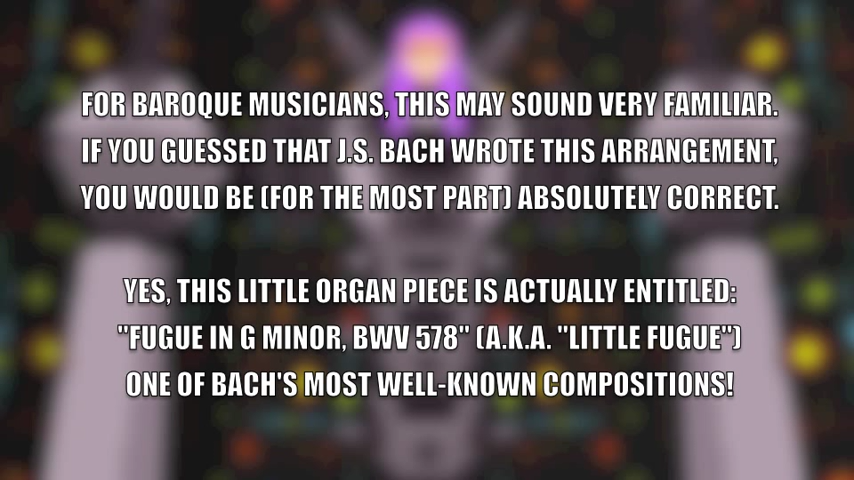 FOR BAROQUE MUSICIANS, THIS MAY SOUND VERY FAMILIAR.
IF YOU GUESSED THAT J.S. BACH WROTE THIS ARRANGEMENT,
YOU WOULD BE (FOR THE MOST PART) ABSOLUTELY CORRECT.
YES, THIS LITTLE ORGAN PIECE IS ACTUALLY ENTITLED:
"FUGUE IN G MINOR, BWV 578" (A.K.A. "LITTLE FUGUE")
ONE OF BACH'S MOST WELL-KNOWN COMPOSITIONS!